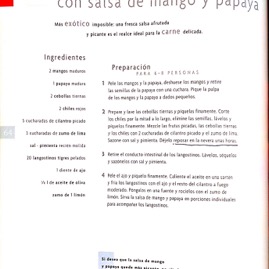 con salsa de mango y papaya
Más exótico imposible: una fresca salsa afrutada
y picante es el realce ideal para la carne delicada.
Ingredientes
2 mangos maduros
1 papaya madura
2 cebollas tiernas
2 chiles rojos
5 cucharadas de cilantro picado
5 cucharadas de zumo de lima
sal · pimienta recién molida
20 langostinos tigres pelados
1 diente de ajo
1/2 l de aceite de oliva
zumo de 1 limón
Preparación
PARA 4-8 PERSONAS
1 Pele los mangos y la papaya, deshuese los mangos y retire
las semillas de la papaya con una cuchara. Pique la pulpa
de los mangos y la papaya a dados pequeños.
2 Prepare y lave las cebollas tiernas y píquelas finamente. Corte
los chiles por la mitad a lo largo, elimine las semillas, lávelos y
píquelos finamente. Mezcle las frutas picadas, las cebollas tiernas
y los chiles con 2 cucharadas de cilantro picado y el zumo de lima.
Sazone con sal y pimienta. Déjelo reposar en la nevera unas horas.
3 Retire el conducto intestinal de los langostinos. Lávelos, séquelos
y sazónelos con sal y pimienta.
4 Pele el ajo y píquelo finamente. Caliente el aceite en una sartén
y fría los langostinos con el ajo y el resto del cilantro a fuego
moderado. Póngalos en una fuente y rocíelos con el zumo de
limón. Sirva la salsa de mango y papaya en porciones individuales
para acompañar los langostinos.
Si desea que la salsa de mango
y papaya quede más